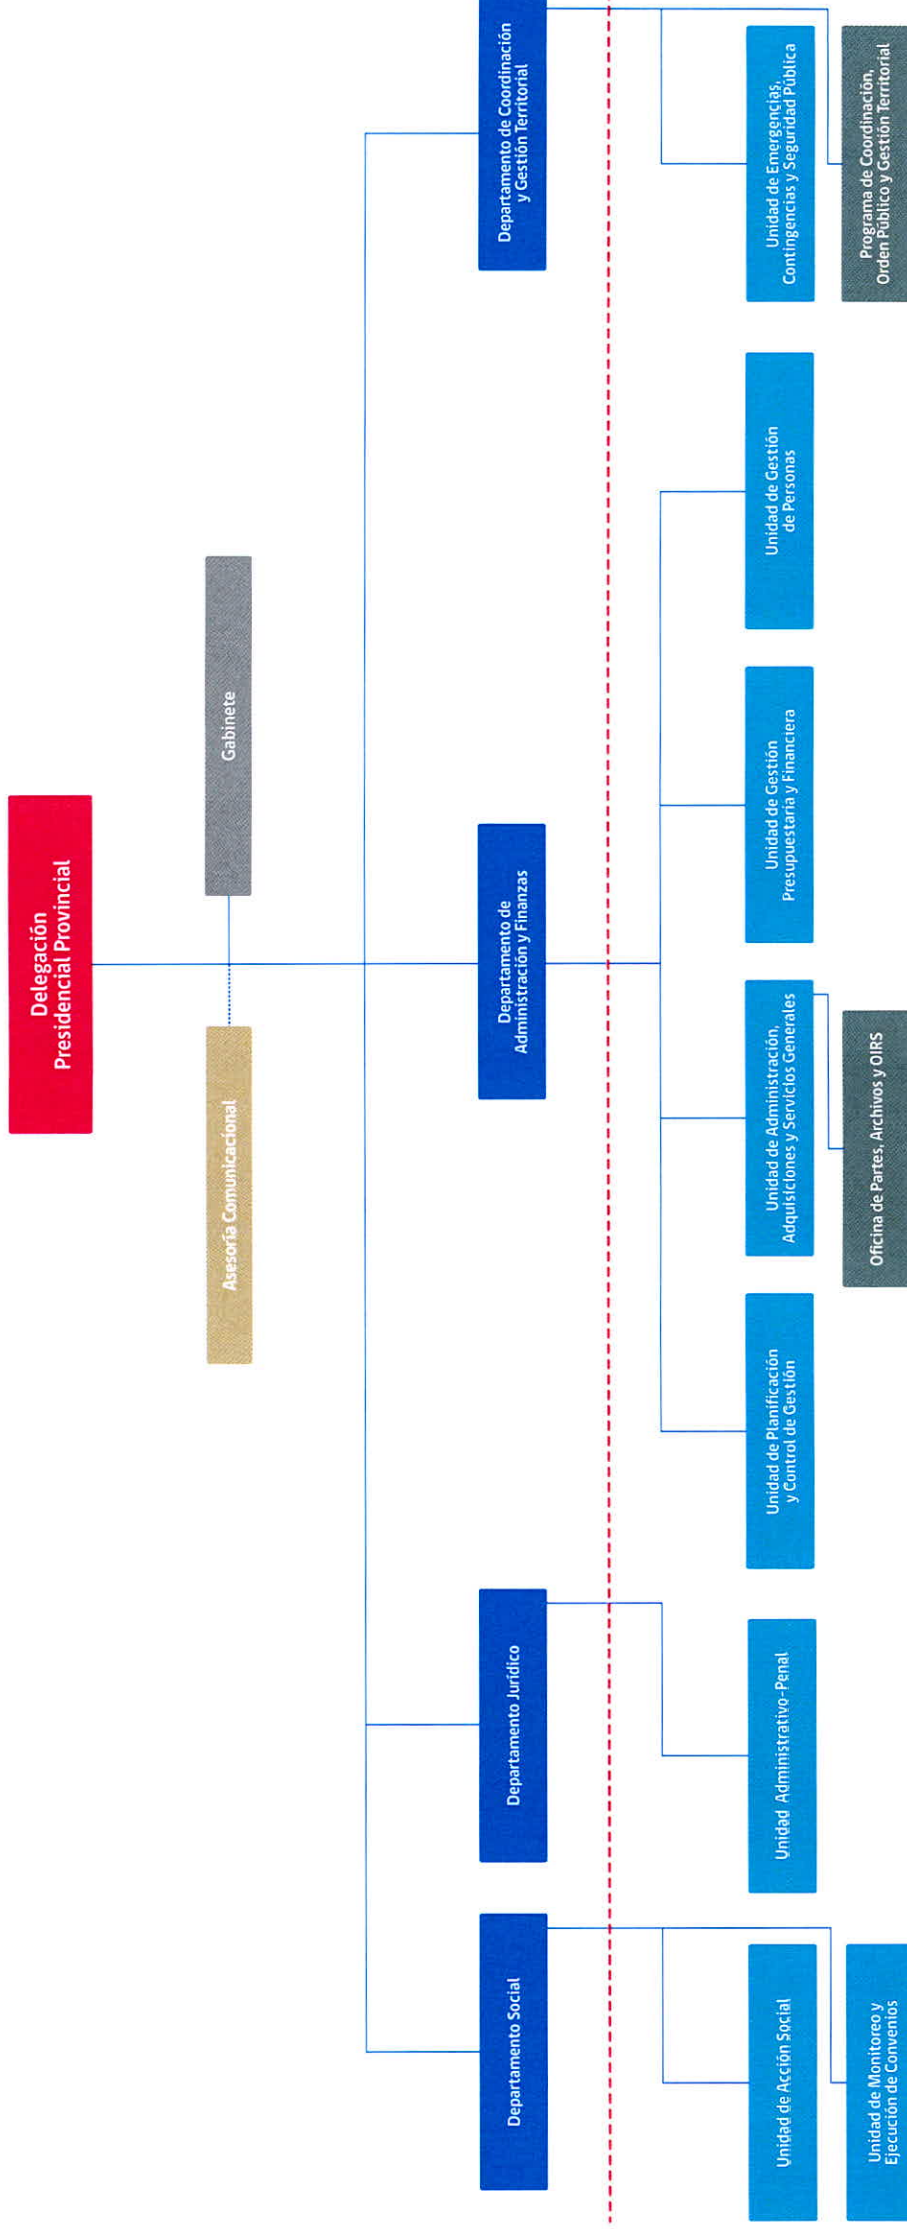 Delegación
Presidencial Provincial
Asesoría Comunicacional
Gabinete
Departamento Social
Departamento Jurídico
Departamento de
Administración y Finanzas
Departamento de Coordinación
y Gestión Territorial
Unidad de Acción Social
Unidad Administrativo-Penal
Unidad de Planificación
y Control de Gestión
Unidad de Administración,
Adquisiciones y Servicios Generales
Unidad de Gestión
Presupuestaria y Financiera
Unidad de Gestión
de Personas
Unidad de Emergencias,
Contingencias y Seguridad Pública
Unidad de Monitoreo y
Ejecución de Convenios
Oficina de Partes, Archivos y OIRS
Programa de Coordinación,
Orden Público y Gestión Territorial